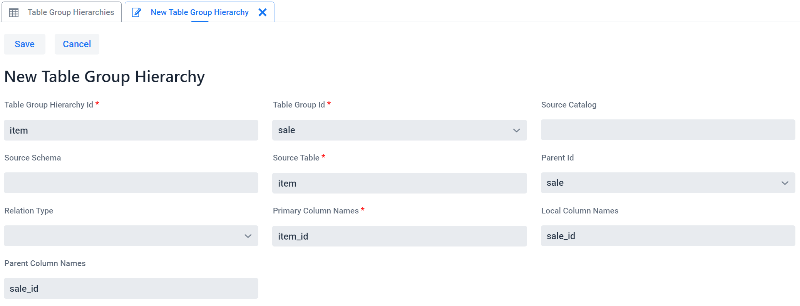 Table Group Hierarchies
New Table Group Hierarchy
Save
Cancel
New Table Group Hierarchy
Table Group Hierarchy Id *
Table Group Id *
Source Catalog
item
sale
Source Schema
Source Table *
Parent Id
item
sale
Relation Type
Primary Column Names *
Local Column Names
item_id
sale_id
Parent Column Names
sale_id